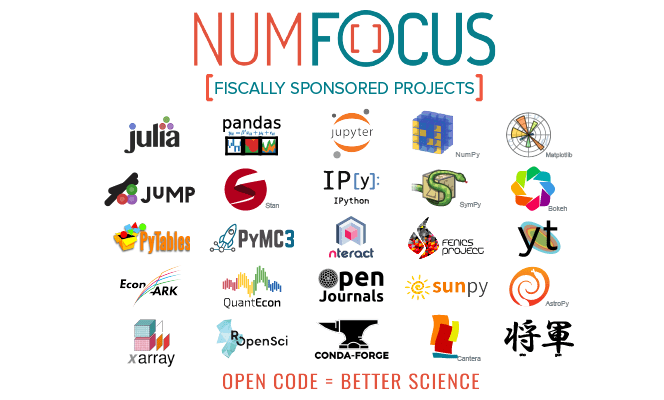 NUMFOCUS
[FISCALLY SPONSORED PROJECTS]
julia
pandas
jupyter
NumPy
Matplotlib
JuMP
Stan
IP[y]:
IPython
SymPy
Bokeh
PyTables
PyMC3
nteract
FENICS
PROJECT
yt
Econ
ARK
QuantEcon
Open
Journals
sunpy
AstroPy
xarray
ROpenSci
CONDA-FORGE
Cantera
将軍
OPEN CODE = BETTER SCIENCE